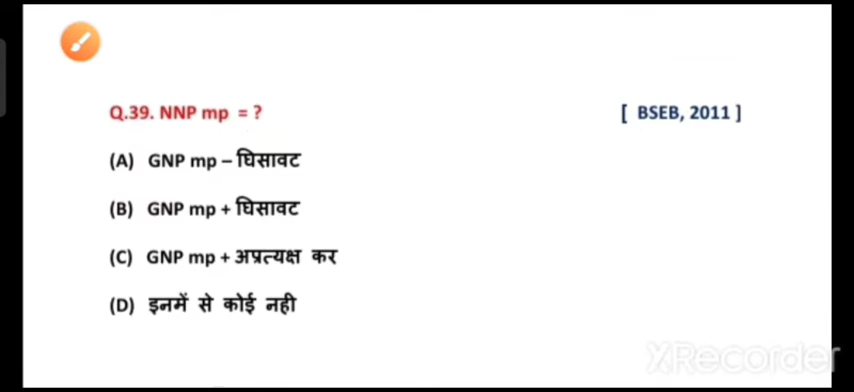 Q.39. NNP mp = ? [ BSEB, 2011 ]
(A) GNP mp – घिसावट
(B) GNP mp + घिसावट
(C) GNP mp + अप्रत्यक्ष कर
(D) इनमें से कोई नही
XRecorder